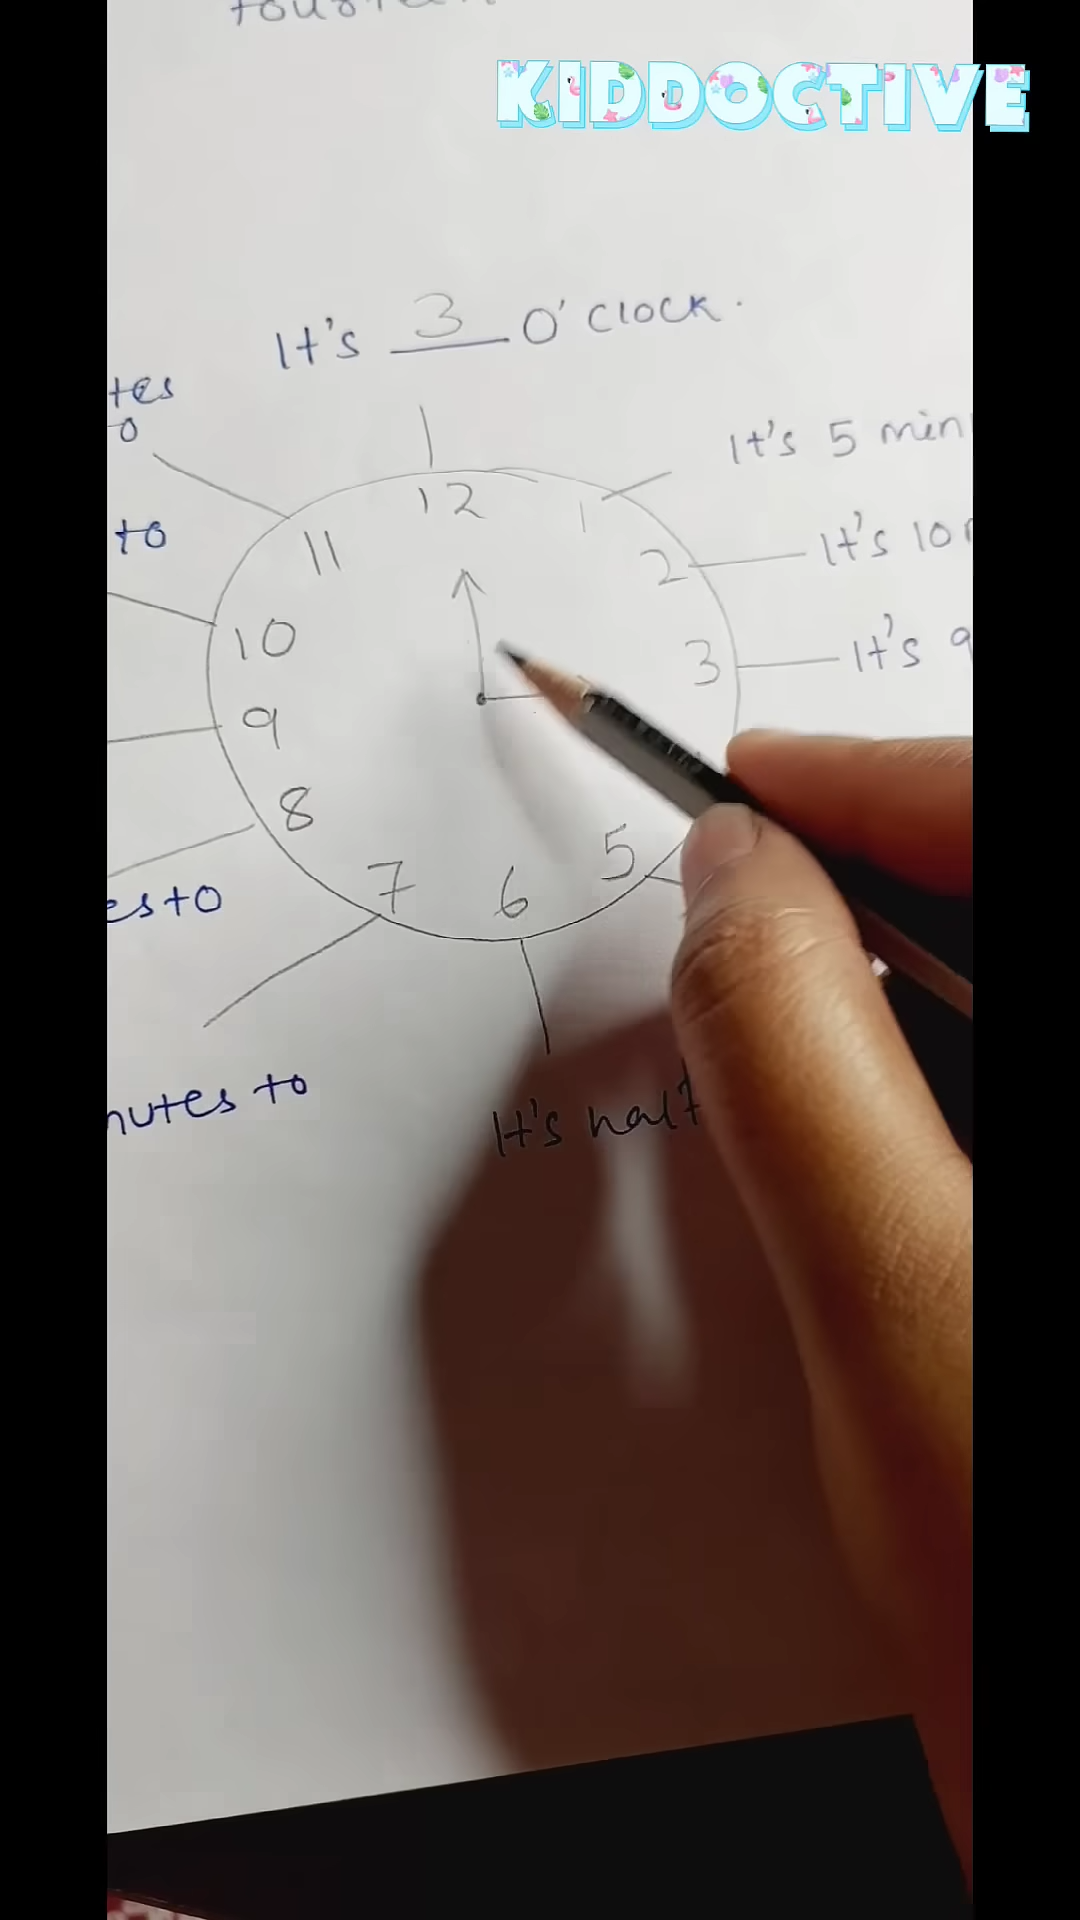 KIDDOCTIVE
It's 3 O'clock.
tes
It's 5 min
12
11
1
to
2
It's 10
10
3
It's
9
8
5
7
6
es to
nutes to
It's half